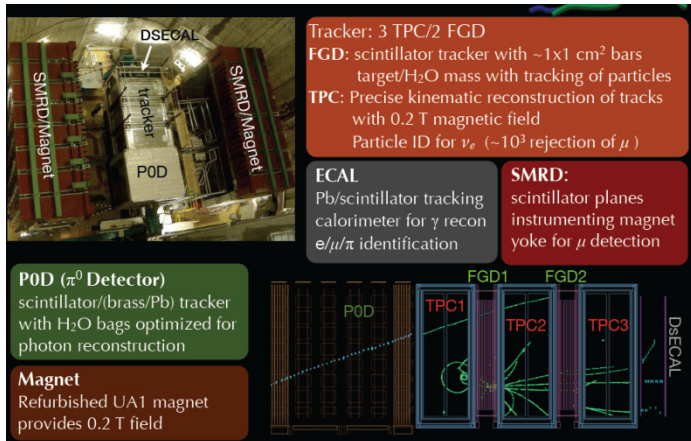 DSECAL
SMRD/Magnet
tracker
P0D
SMRD/Magnet
Tracker: 3 TPC/2 FGD
FGD: scintillator tracker with ~1x1 cm² bars
target/H₂O mass with tracking of particles
TPC: Precise kinematic reconstruction of tracks
with 0.2 T magnetic field
Particle ID for νₑ (~10³ rejection of μ)
ECAL
Pb/scintillator tracking
calorimeter for γ recon
e/μ/π identification
SMRD:
scintillator planes
instrumenting magnet
yoke for μ detection
P0D (π⁰ Detector)
scintillator/(brass/Pb) tracker
with H₂O bags optimized for
photon reconstruction
Magnet
Refurbished UA1 magnet
provides 0.2 T field
P0D
TPC1
FGD1
TPC2
FGD2
TPC3
DsECAL